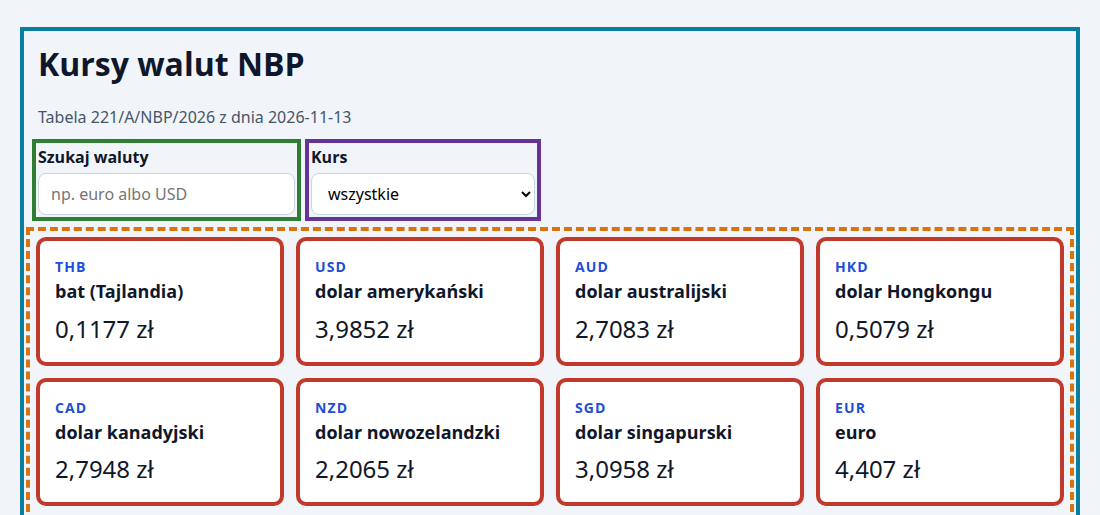 Kursy walut NBP
Tabela 221/A/NBP/2026 z dnia 2026-11-13
Szukaj waluty
Kurs
np. euro albo USD
wszystkie
THB
bat (Tajlandia)
0,1177 zł
USD
dolar amerykański
3,9852 zł
AUD
dolar australijski
2,7083 zł
HKD
dolar Hongkongu
0,5079 zł
CAD
dolar kanadyjski
2,7948 zł
NZD
dolar nowozelandzki
2,2065 zł
SGD
dolar singapurski
3,0958 zł
EUR
euro
4,407 zł